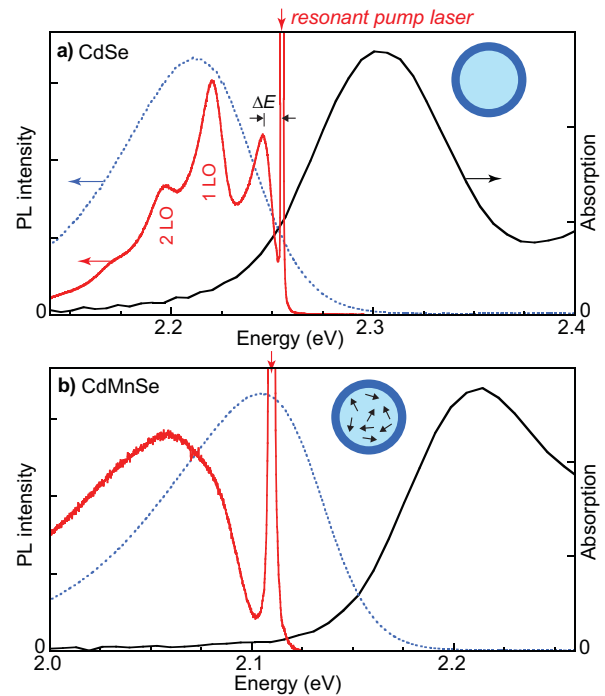 resonant pump laser
a) CdSe
ΔE
2 LO
1 LO
PL intensity
Absorption
0
0
2.2
2.3
2.4
Energy (eV)
b) CdMnSe
PL intensity
Absorption
0
0
2.0
2.1
2.2
Energy (eV)